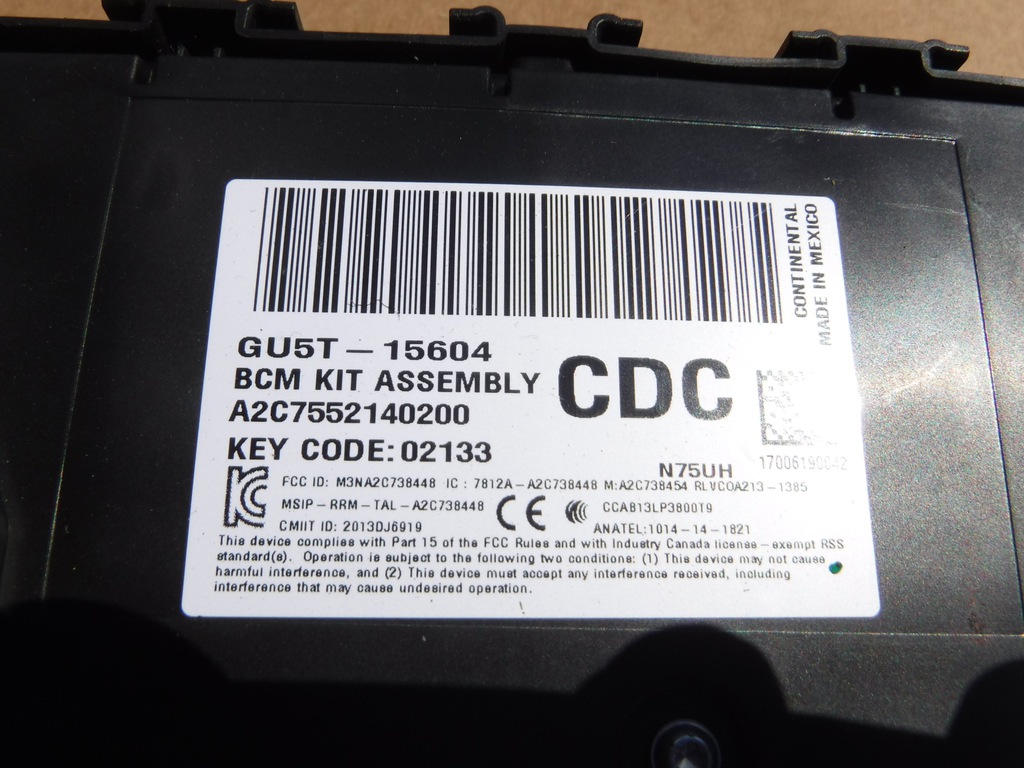 CONTINENTAL
MADE IN MEXICO
GU5T-15604
BCM KIT ASSEMBLY
CDC
A2C7552140200
KEY CODE:02133
N75UH
17006190042
FCC ID: M3NA2C738448 IC: 7812A-A2C738448 M:A2C738454 RLVCOA213-1385
MSIP-RRM-TAL-A2C738448 CE CCAB13LP3800T9
CMIIT ID: 2013DJ6919 ANATEL:1014-14-1821
This device complies with Part 15 of the FCC Rules and with Industry Canada license-exempt RSS
standard(s). Operation is subject to the following two conditions: (1) This device may not cause
harmful interference, and (2) This device must accept any interference received, including
interference that may cause undesired operation.